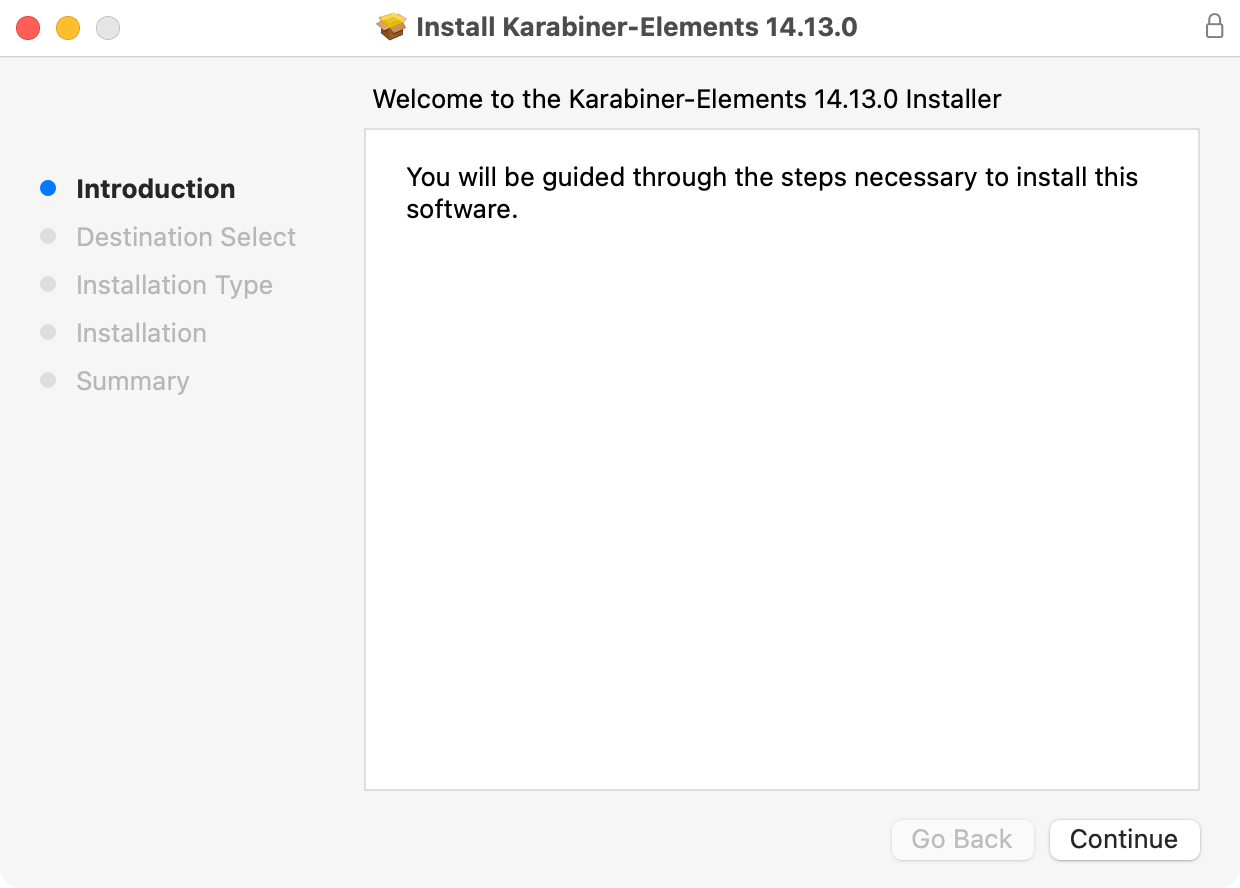 Install Karabiner-Elements 14.13.0
Welcome to the Karabiner-Elements 14.13.0 Installer
Introduction
Destination Select
Installation Type
Installation
Summary
You will be guided through the steps necessary to install this
software.
Go Back
Continue